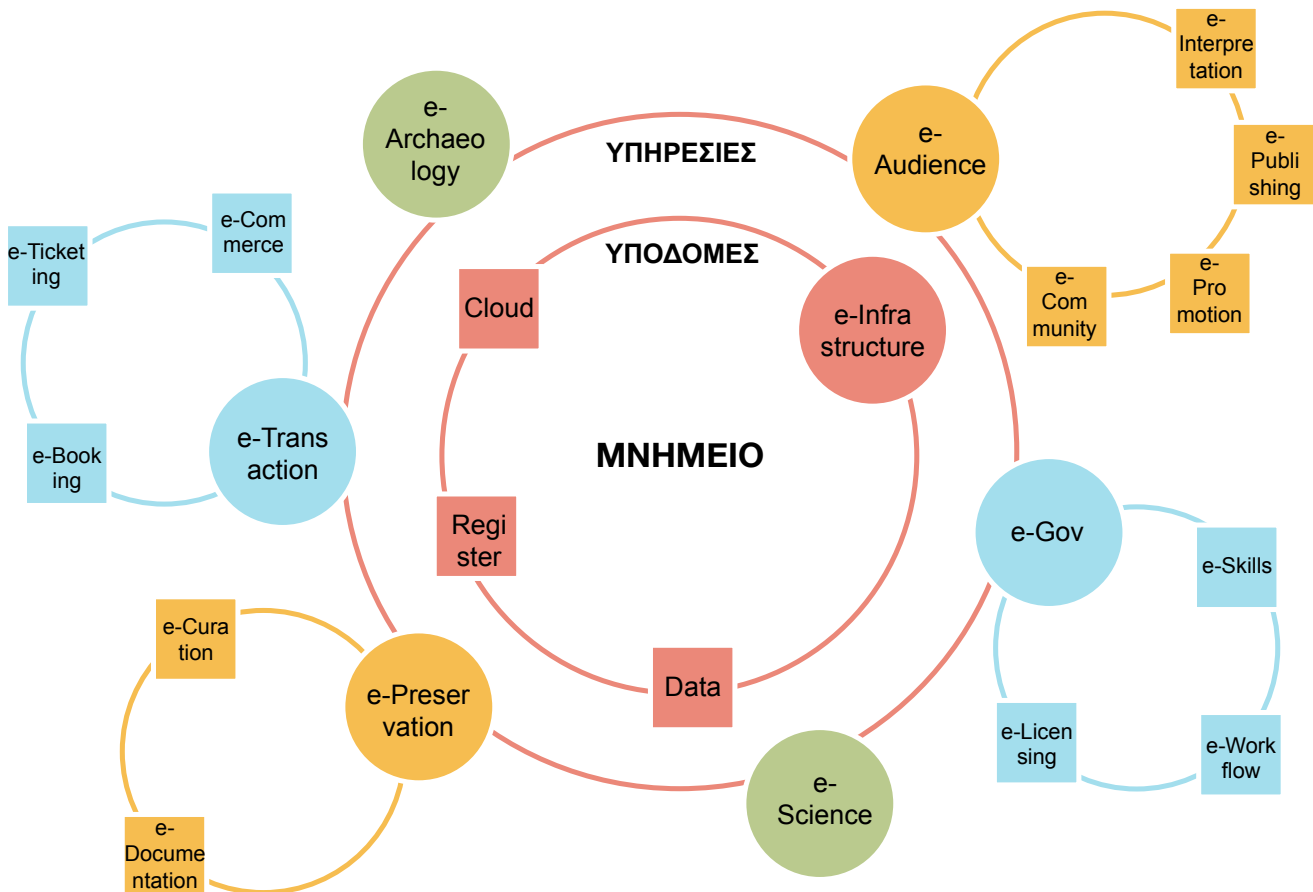 e-
Interpre
tation
e-
Archaeo
logy
ΥΠΗΡΕΣΙΕΣ
e-
Audience
e-
Publi
shing
e-Com
merce
e-Ticket
ing
ΥΠΟΔΟΜΕΣ
Cloud
e-Infra
structure
e-
Com
munity
e-
Pro
motion
e-Trans
action
e-Book
ing
ΜΝΗΜΕΙΟ
Regi
ster
e-Gov
e-Skills
e-Cura
tion
e-Preser
vation
Data
e-Licen
sing
e-Work
flow
e-
Science
e-
Docume
ntation